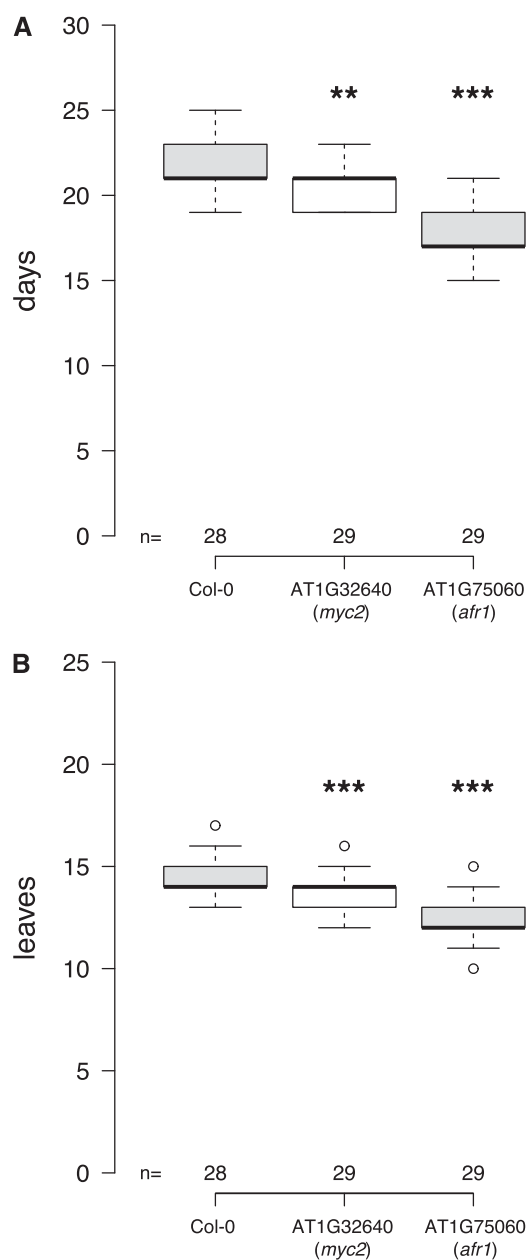 A
30
**
***
25
20
days
15
10
5
0
n= 28 29 29
Col-0 AT1G32640 AT1G75060
(myc2) (afr1)
B
25
20
***
***
15
leaves
10
5
0
n= 28 29 29
Col-0 AT1G32640 AT1G75060
(myc2) (afr1)